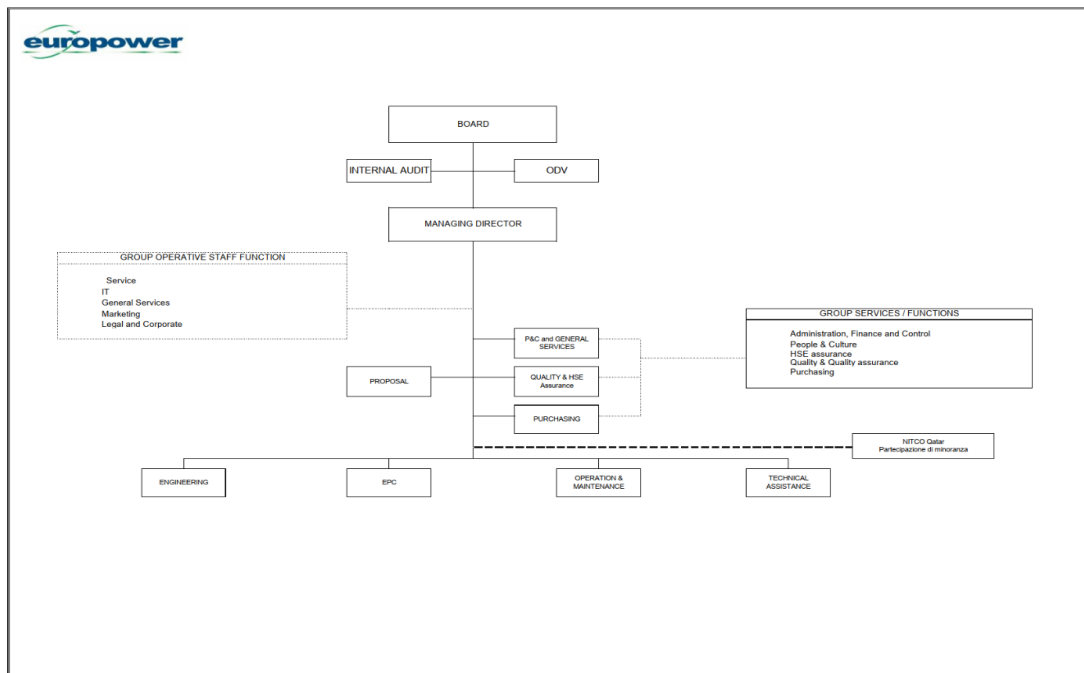 europower
BOARD
INTERNAL AUDIT
ODV
MANAGING DIRECTOR
GROUP OPERATIVE STAFF FUNCTION
Service
IT
General Services
Marketing
Legal and Corporate
GROUP SERVICES / FUNCTIONS
Administration, Finance and Control
People & Culture
HSE assurance
Quality & Quality assurance
Purchasing
P&C and GENERAL
SERVICES
PROPOSAL
QUALITY & HSE
Assurance
PURCHASING
NITCO Qatar
Partecipazione di minoranza
ENGINEERING
EPC
OPERATION &
MAINTENANCE
TECHNICAL
ASSISTANCE